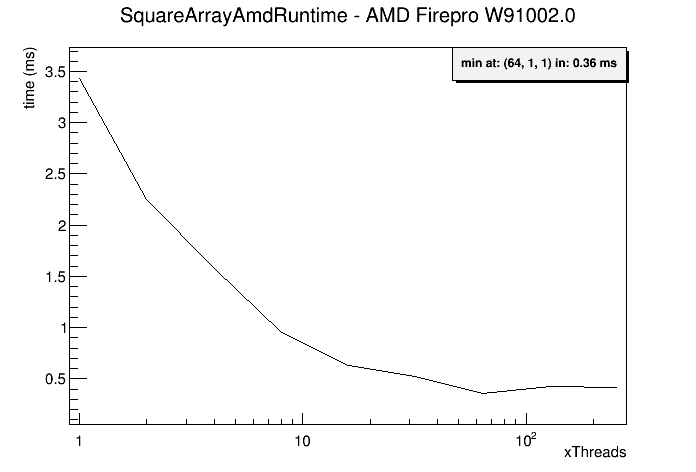 SquareArrayAmdRuntime - AMD Firepro W91002.0
min at: (64, 1, 1) in: 0.36 ms
time (ms)
3.5
3
2.5
2
1.5
1
0.5
1
10
10²
xThreads